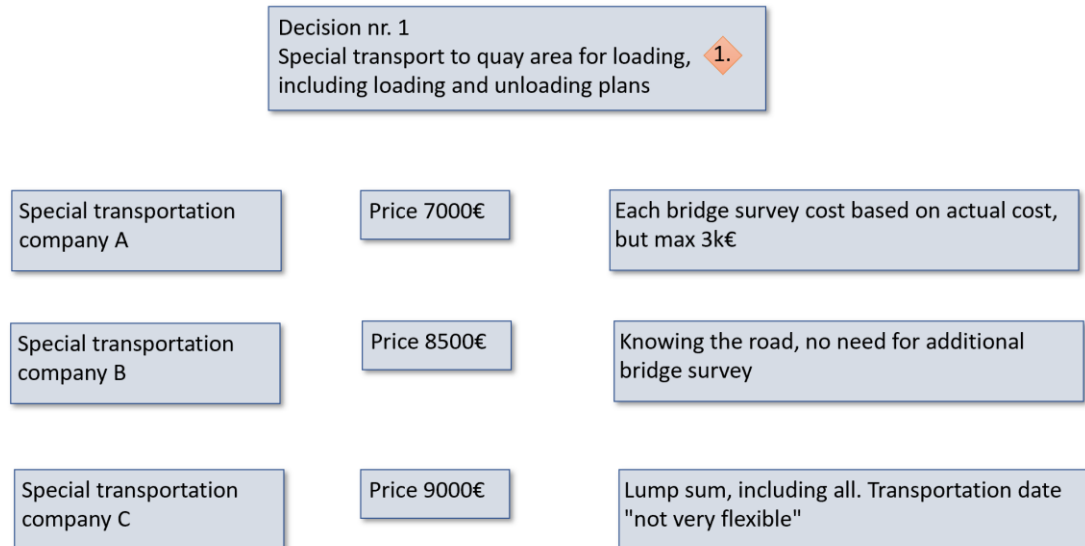 Decision nr. 1
Special transport to quay area for loading,
including loading and unloading plans
1.
Special transportation
company A
Price 7000€
Each bridge survey cost based on actual cost,
but max 3k€
Special transportation
company B
Price 8500€
Knowing the road, no need for additional
bridge survey
Special transportation
company C
Price 9000€
Lump sum, including all. Transportation date
"not very flexible"